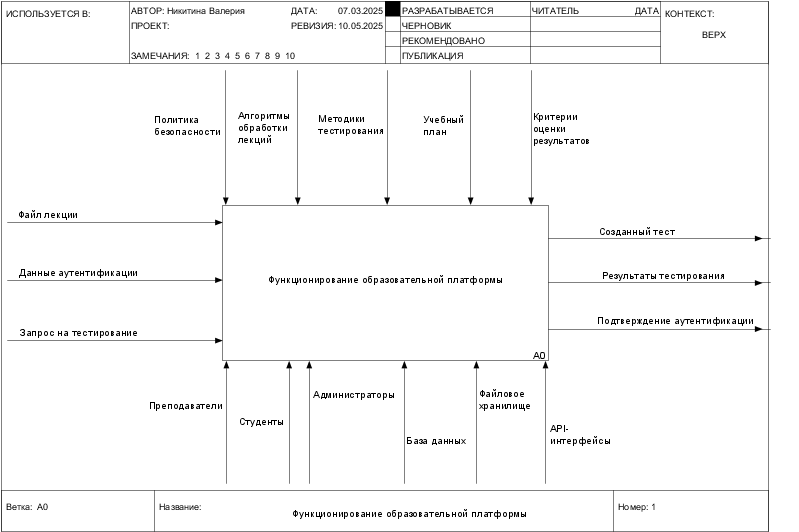 ИСПОЛЬЗУЕТСЯ В:
АВТОР: Никитина Валерия
ДАТА: 07.03.2025
РАЗРАБАТЫВАЕТСЯ
ЧИТАТЕЛЬ
ДАТА
КОНТЕКСТ:
ПРОЕКТ:
РЕВИЗИЯ: 10.05.2025
ЧЕРНОВИК
ВЕРХ
РЕКОМЕНДОВАНО
ЗАМЕЧАНИЯ: 1 2 3 4 5 6 7 8 9 10
ПУБЛИКАЦИЯ
Политика
безопасности
Алгоритмы
обработки
лекций
Методики
тестирования
Учебный
план
Критерии
оценки
результатов
Файл лекции
Данные аутентификации
Запрос на тестирование
Функционирование образовательной платформы
A0
Созданный тест
Результаты тестирования
Подтверждение аутентификации
Преподаватели
Студенты
Администраторы
База данных
Файловое
хранилище
API-
интерфейсы
Ветка: A0
Название:
Функционирование образовательной платформы
Номер: 1